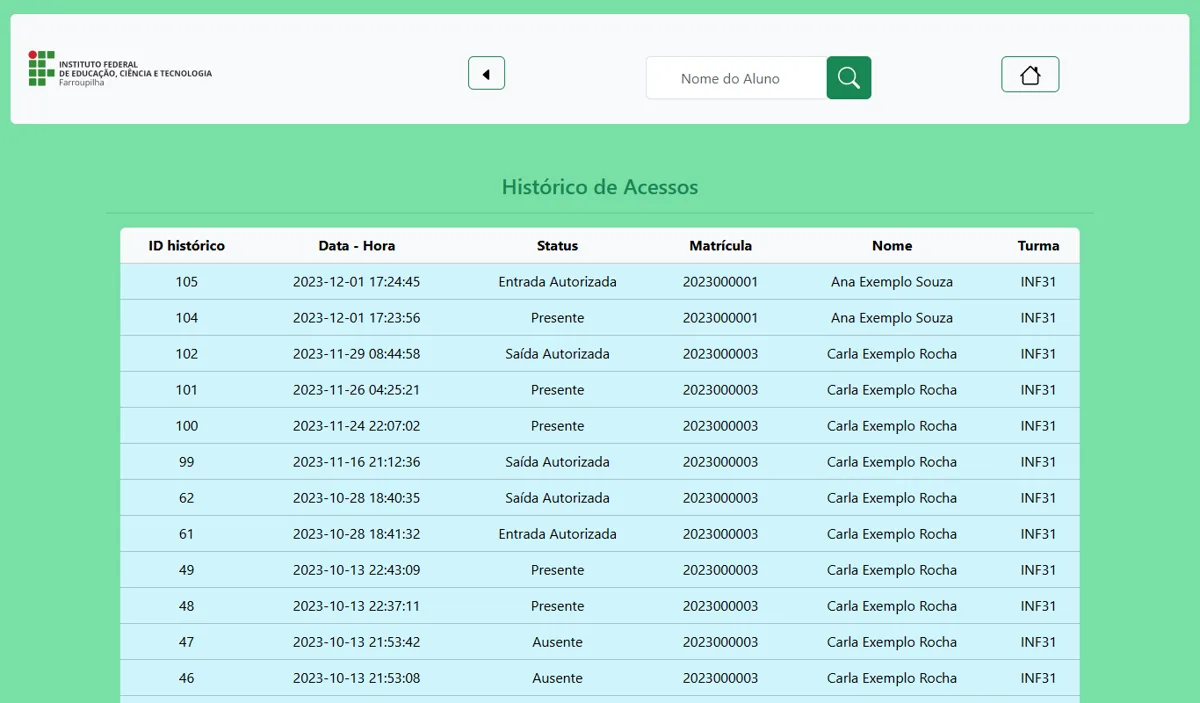 INSTITUTO FEDERAL
DE EDUCAÇÃO, CIÊNCIA E TECNOLOGIA
Farroupilha
Nome do Aluno
Histórico de Acessos
ID histórico Data - Hora Status Matrícula Nome Turma
105 2023-12-01 17:24:45 Entrada Autorizada 2023000001 Ana Exemplo Souza INF31
104 2023-12-01 17:23:56 Presente 2023000001 Ana Exemplo Souza INF31
102 2023-11-29 08:44:58 Saída Autorizada 2023000003 Carla Exemplo Rocha INF31
101 2023-11-26 04:25:21 Presente 2023000003 Carla Exemplo Rocha INF31
100 2023-11-24 22:07:02 Presente 2023000003 Carla Exemplo Rocha INF31
99 2023-11-16 21:12:36 Saída Autorizada 2023000003 Carla Exemplo Rocha INF31
62 2023-10-28 18:40:35 Saída Autorizada 2023000003 Carla Exemplo Rocha INF31
61 2023-10-28 18:41:32 Entrada Autorizada 2023000003 Carla Exemplo Rocha INF31
49 2023-10-13 22:43:09 Presente 2023000003 Carla Exemplo Rocha INF31
48 2023-10-13 22:37:11 Presente 2023000003 Carla Exemplo Rocha INF31
47 2023-10-13 21:53:42 Ausente 2023000003 Carla Exemplo Rocha INF31
46 2023-10-13 21:53:08 Ausente 2023000003 Carla Exemplo Rocha INF31